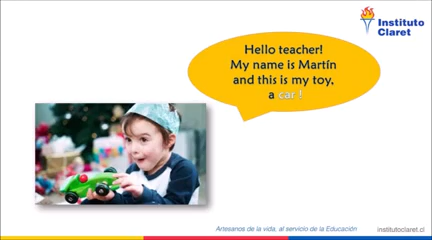 Instituto
Claret
Hello teacher!
My name is Martín
and this is my toy,
a car !
Artesanos de la vida, al servicio de la Educación
institutoclaret.cl